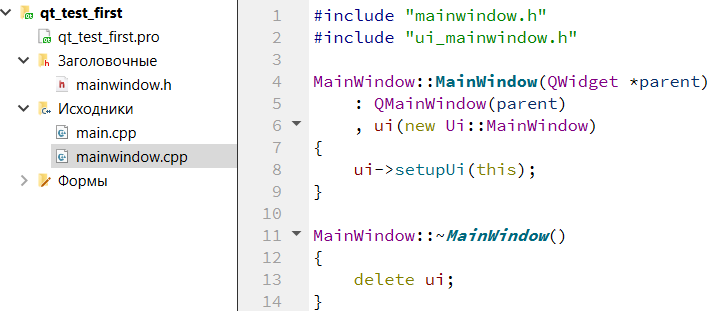 qt_test_first
qt_test_first.pro
Заголовочные
mainwindow.h
Исходники
main.cpp
mainwindow.cpp
Формы
1 #include "mainwindow.h"
2 #include "ui_mainwindow.h"
3
4 MainWindow::MainWindow(QWidget *parent)
5     : QMainWindow(parent)
6     , ui(new Ui::MainWindow)
7 {
8     ui->setupUi(this);
9 }
10
11 MainWindow::~MainWindow()
12 {
13     delete ui;
14 }